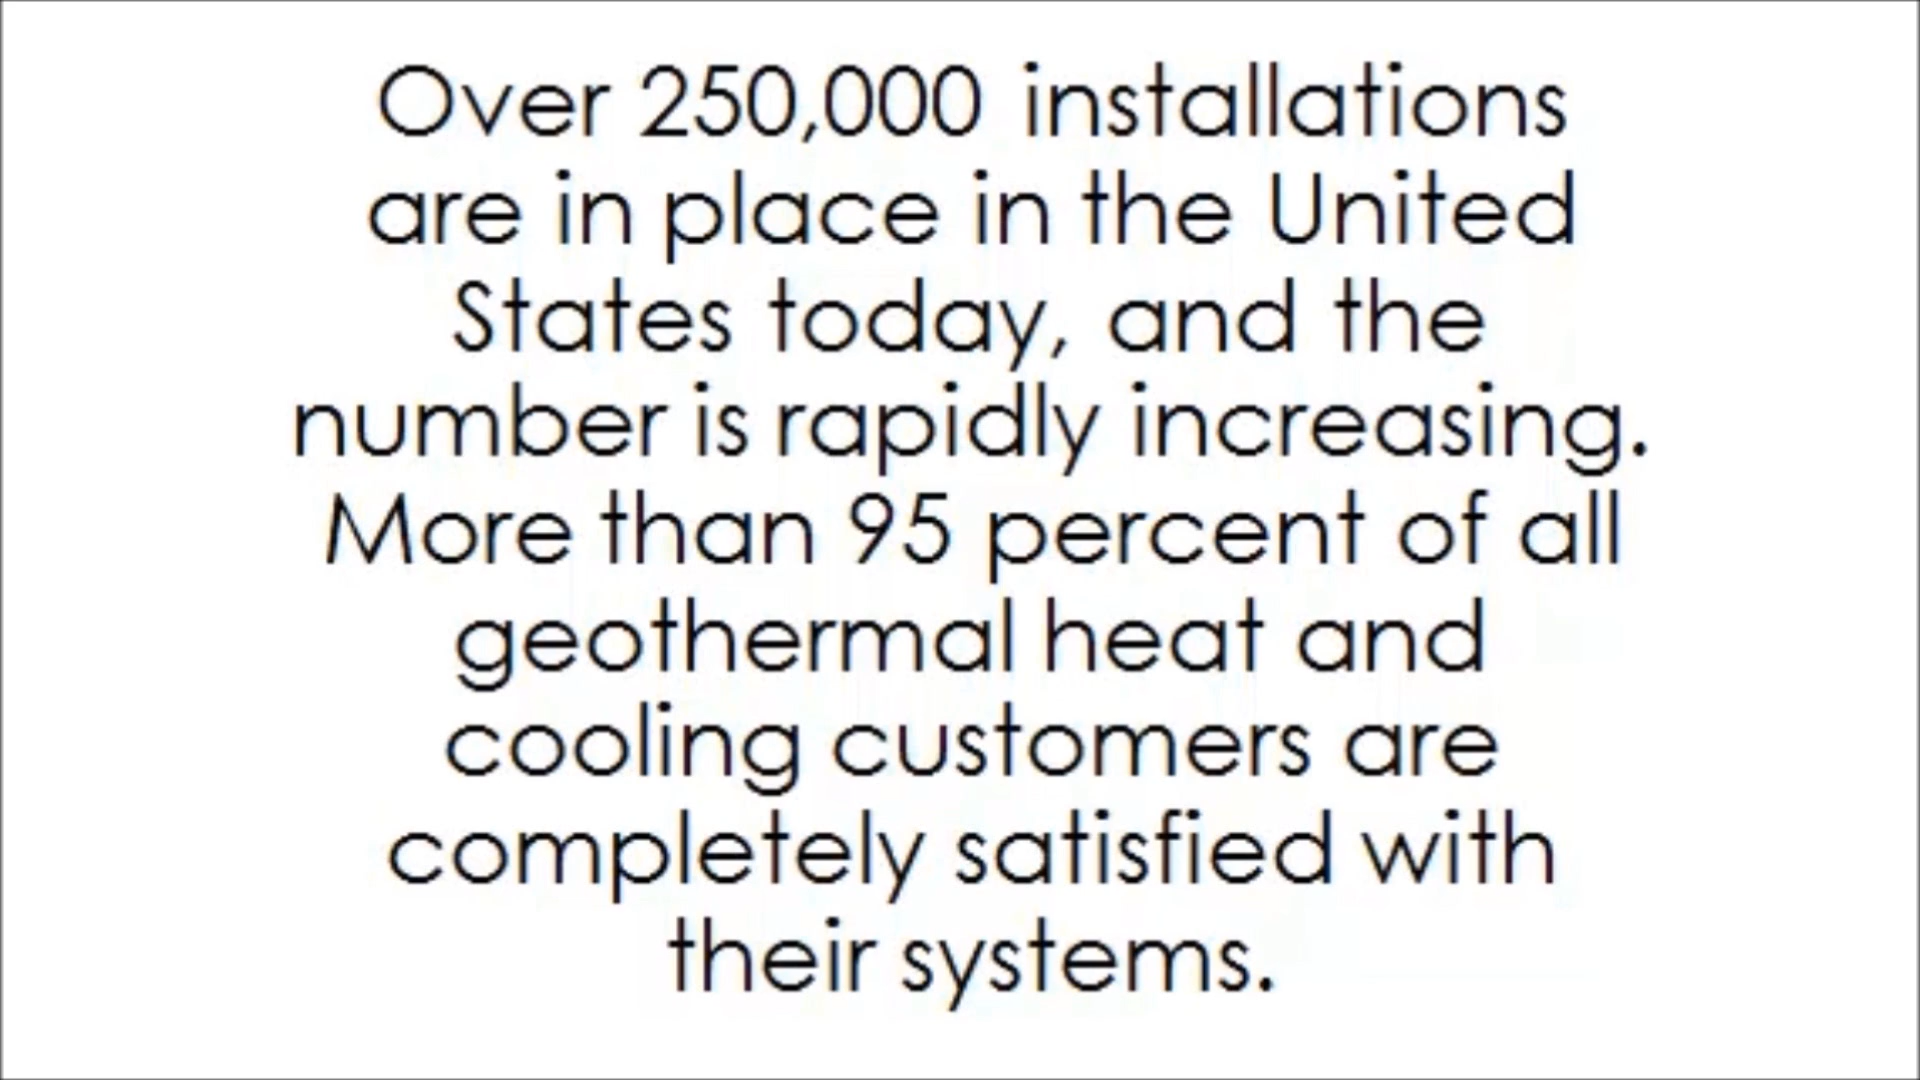 Over 250,000 installations
are in place in the United
States today, and the
number is rapidly increasing.
More than 95 percent of all
geothermal heat and
cooling customers are
completely satisfied with
their systems.